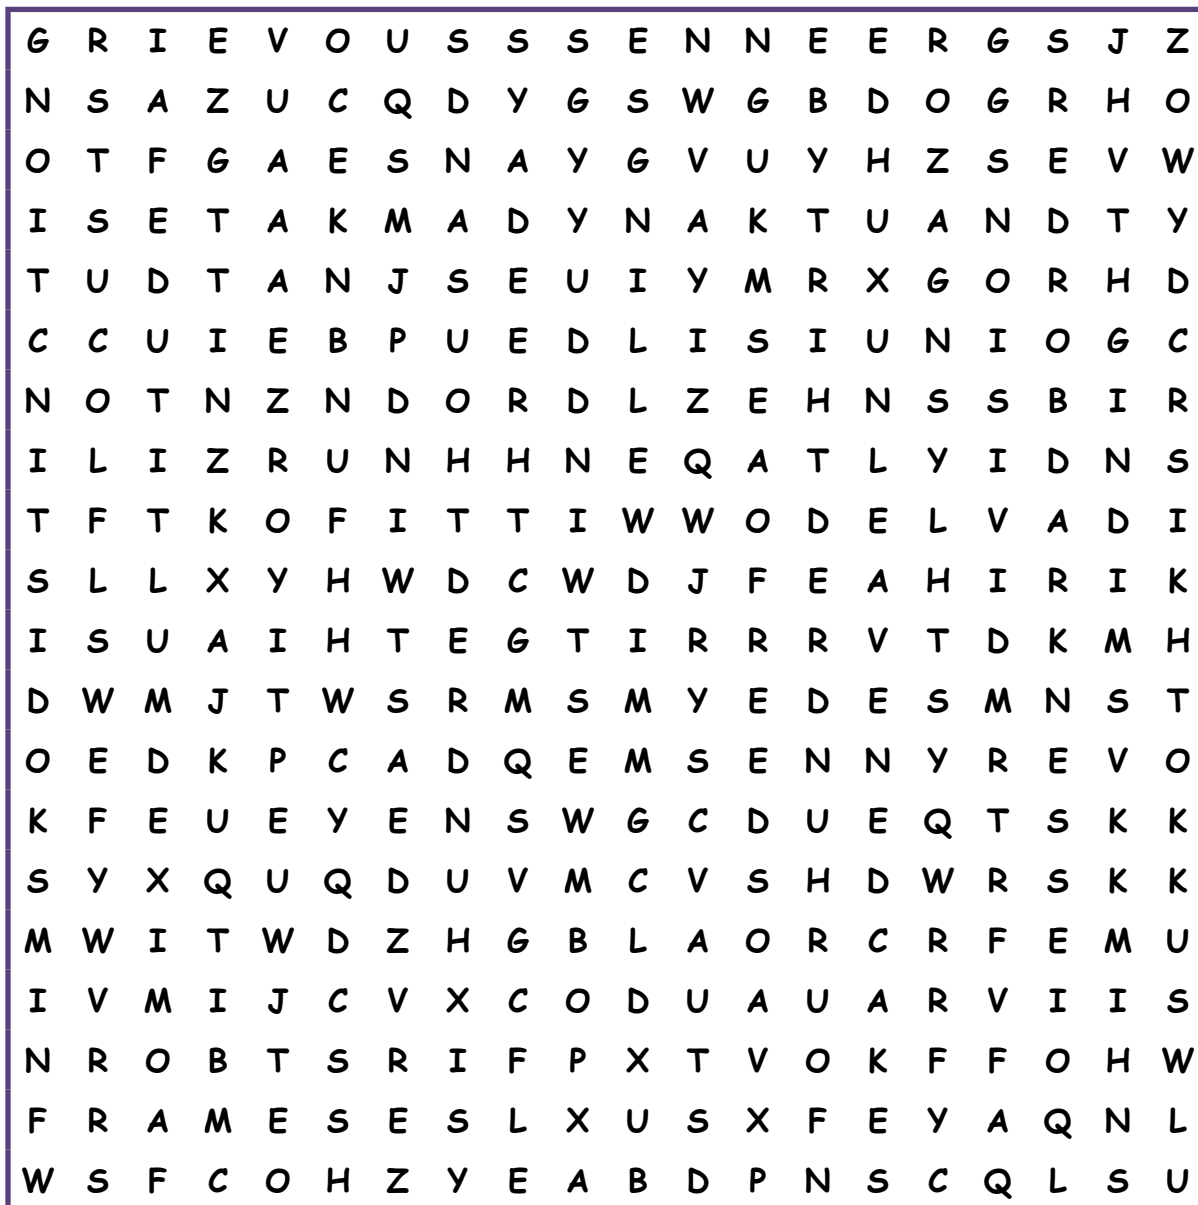 G R I E V O U S S S E N N E E R G S J Z
N S A Z U C Q D Y G S W G B D O G R H O
O T F G A E S N A Y G V U Y H Z S E V W
I S E T A K M A D Y N A K T U A N D T Y
T U D T A N J S E U I Y M R X G O R H D
C C U I E B P U E D L I S I U N I O G C
N O T N Z N D O R D L Z E H N S S B I R
I L I Z R U N H H N E Q A T L Y I D N S
T F T K O F I T T I W W O D E L V A D I
S L L X Y H W D C W D J F E A H I R I K
I S U A I H T E G T I R R R V T D K M H
D W M J T W S R M S M Y E D E S M N S T
O E D K P C A D Q E M S E N N Y R E V O
K F E U E Y E N S W G C D U E Q T S K K
S Y X Q U Q D U V M C V S H D W R S K K
M W I T W D Z H G B L A O R C R F E M U
I V M I J C V X C O D U A U A R V I I S
N R O B T S R I F P X T V O K F F O H W
F R A M E S E S L X U S X F E Y A Q N L
W S F C O H Z Y E A B D P N S C Q L S U